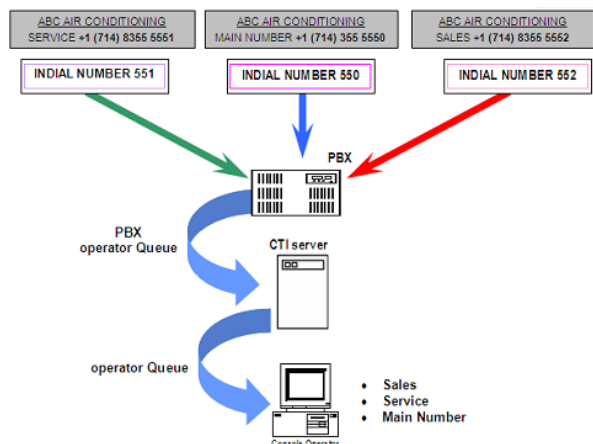 ABC AIR CONDITIONING
SERVICE +1 (714) 8355 5551
ABC AIR CONDITIONING
MAIN NUMBER +1 (714) 355 5550
ABC AIR CONDITIONING
SALES +1 (714) 8355 5552
INDIAL NUMBER 551
INDIAL NUMBER 550
INDIAL NUMBER 552
PBX
PBX
operator Queue
CTI server
operator Queue
• Sales
• Service
• Main Number
Console Operator